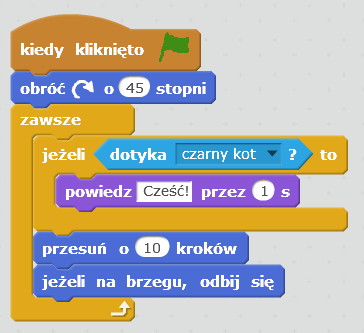 kiedy kliknięto
obróć o 45 stopni
zawsze
jeżeli dotyka czarny kot ? to
powiedz Cześć! przez 1 s
przesuń o 10 kroków
jeżeli na brzegu, odbij się